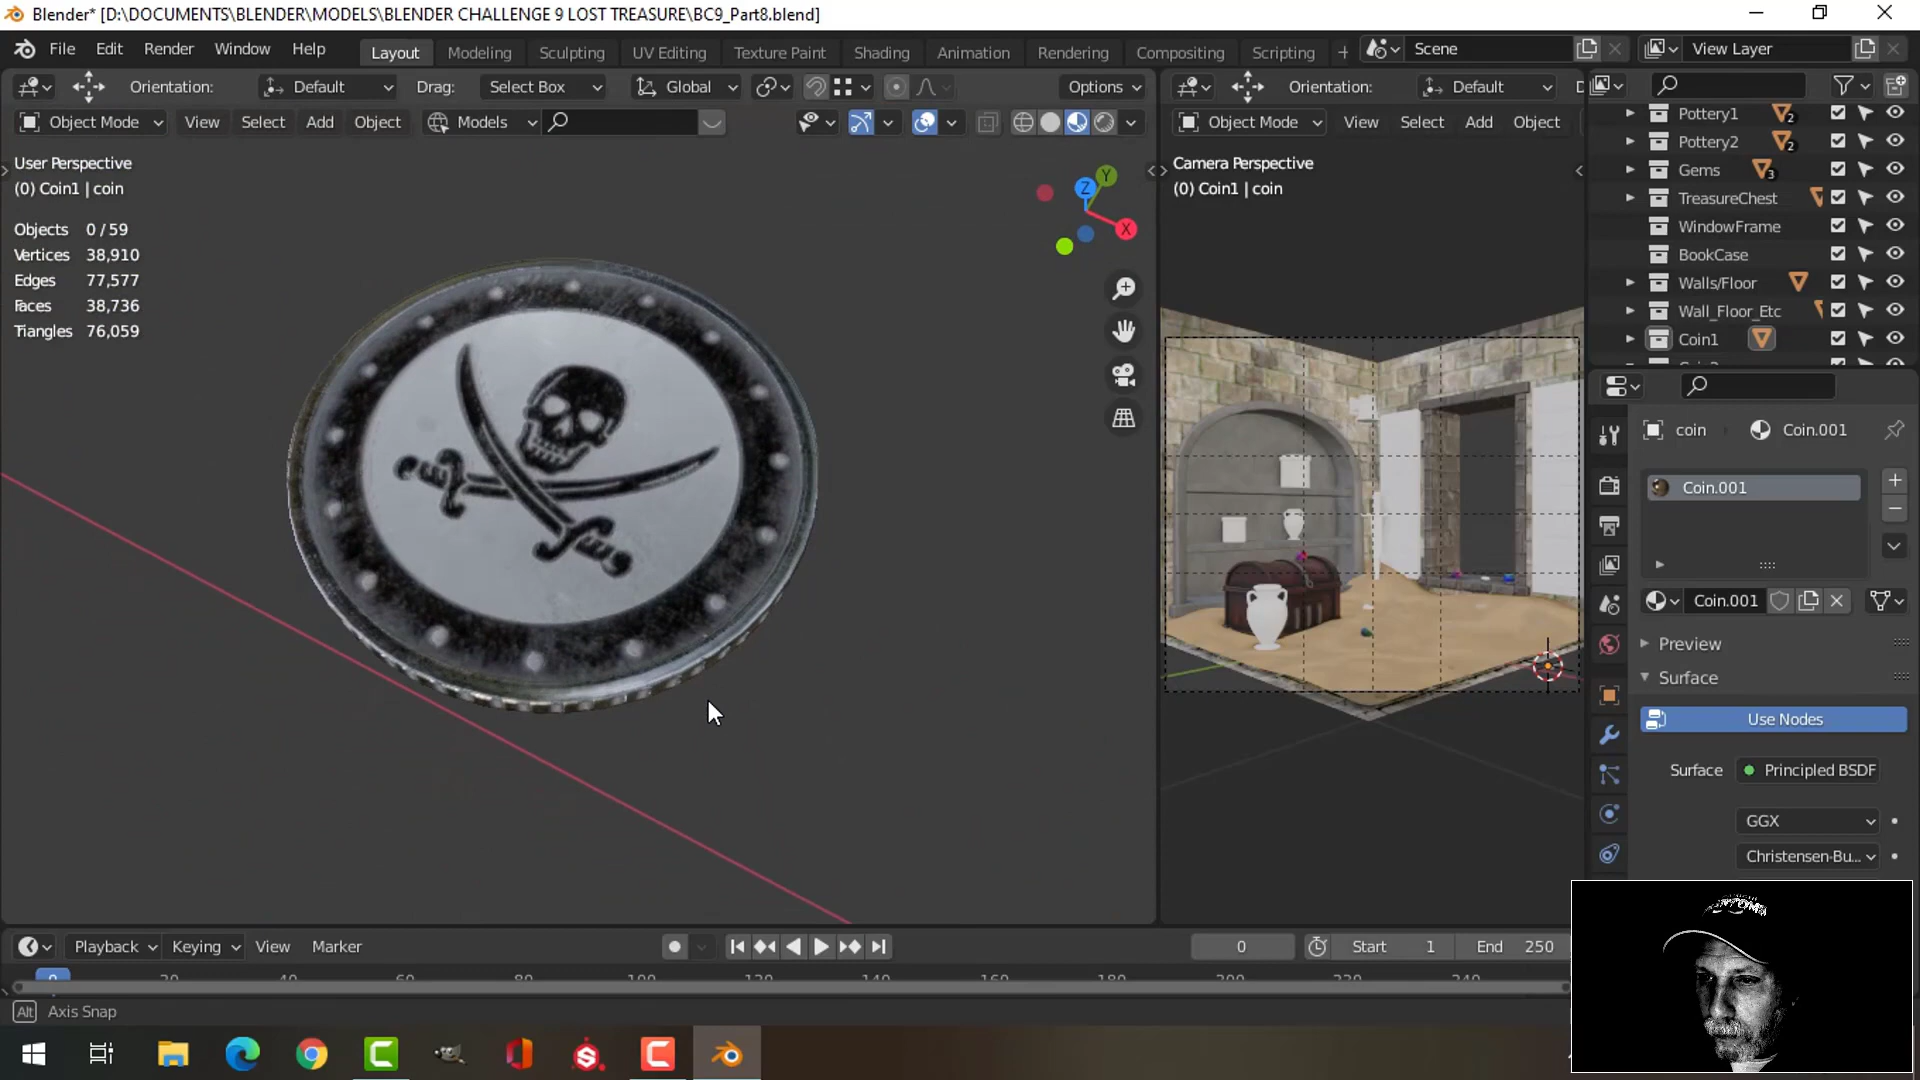 Blender* [D:\DOCUMENTS\BLENDER\MODELS\BLENDER CHALLENGE 9 LOST TREASURE\BC9_Part8.blend]
File Edit Render Window Help Layout Modeling Sculpting UV Editing Texture Paint Shading Animation Rendering Compositing Scripting + Scene View Layer
Orientation: Default Drag: Select Box Global Options Orientation: Default
Object Mode View Select Add Object Models Object Mode View Select Add Object
User Perspective
(0) Coin1 | coin
Objects 0 / 59
Vertices 38,910
Edges 77,577
Faces 38,736
Triangles 76,059
Z Y X
Camera Perspective
(0) Coin1 | coin
Pottery1 2
Pottery2 2
Gems 3
TreasureChest
WindowFrame
BookCase
Walls/Floor
Wall_Floor_Etc
Coin1
coin Coin.001
Coin.001
Coin.001
Preview
Surface
Use Nodes
Surface Principled BSDF
GGX
Christensen-Bu...
Playback Keying View Marker 0 Start 1 End 250
0 20 40 60 80 100 120 140 160 180 200 220 240
Alt Axis Snap